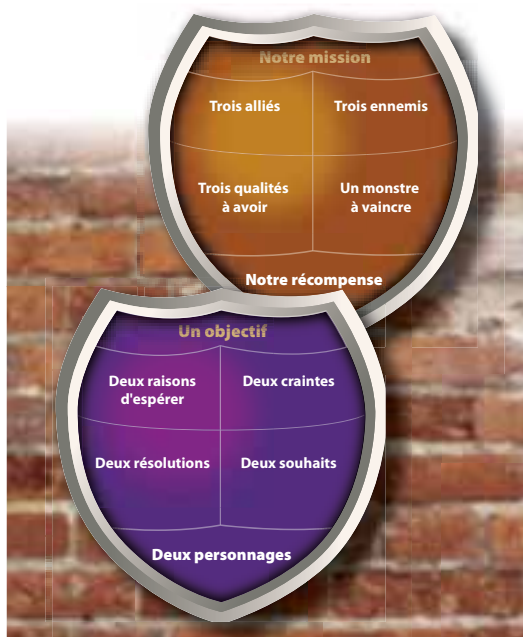 Notre mission
Trois alliés
Trois ennemis
Trois qualités
à avoir
Un monstre
à vaincre
Notre récompense
Un objectif
Deux raisons
d'espérer
Deux craintes
Deux résolutions
Deux souhaits
Deux personnages